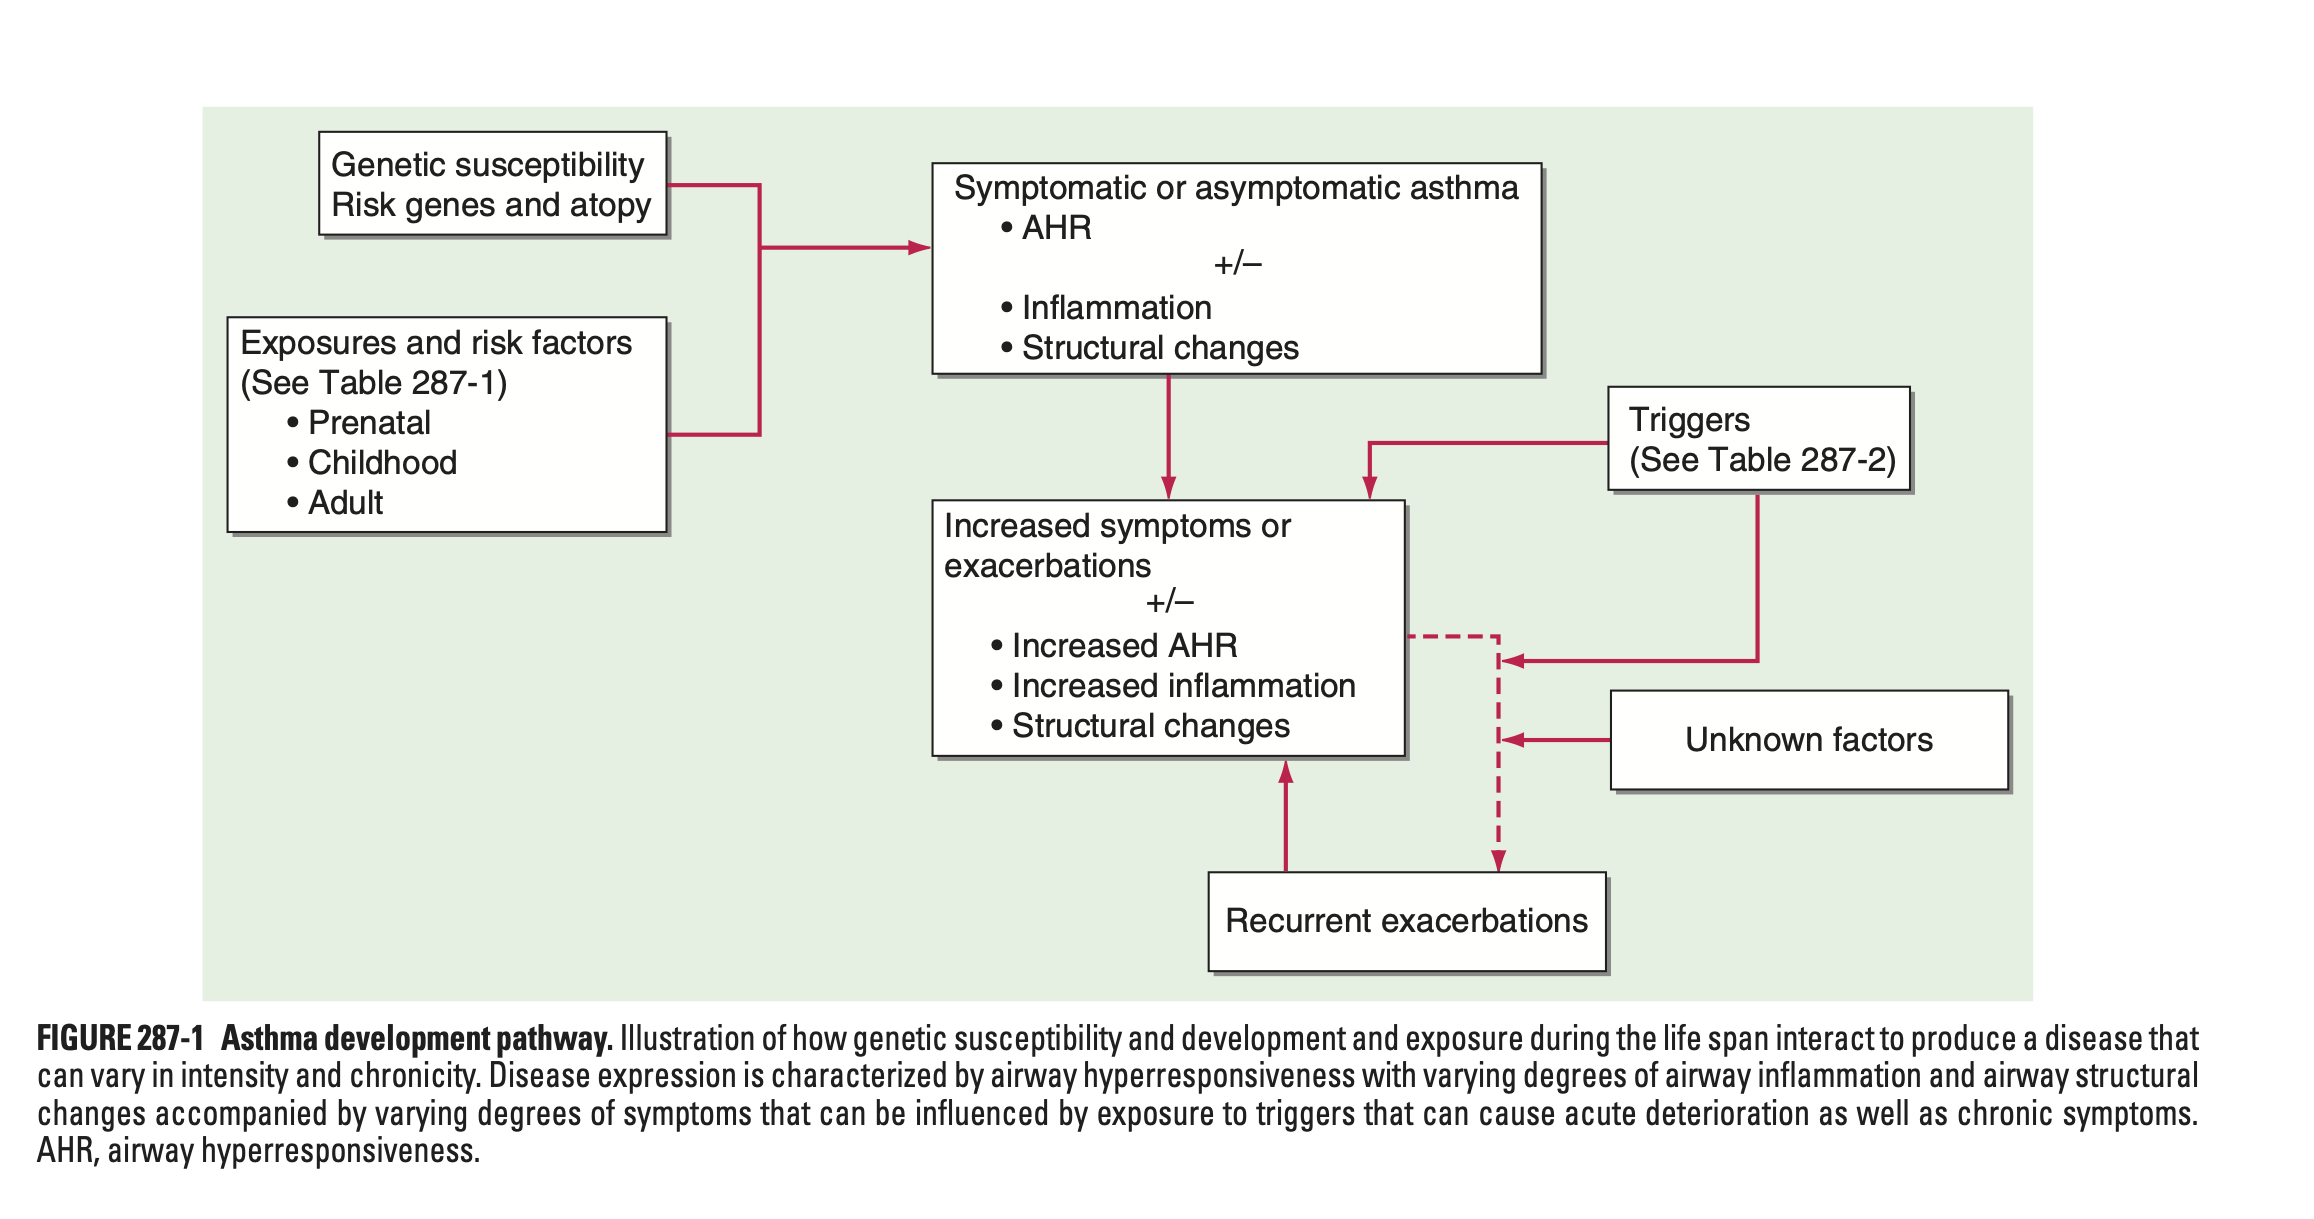 Genetic susceptibility
Risk genes and atopy
Exposures and risk factors
(See Table 287-1)
• Prenatal
• Childhood
• Adult
Symptomatic or asymptomatic asthma
• AHR
+/–
• Inflammation
• Structural changes
Triggers
(See Table 287-2)
Increased symptoms or
exacerbations
+/–
• Increased AHR
• Increased inflammation
• Structural changes
Unknown factors
Recurrent exacerbations
FIGURE 287-1 Asthma development pathway. Illustration of how genetic susceptibility and development and exposure during the life span interact to produce a disease that
can vary in intensity and chronicity. Disease expression is characterized by airway hyperresponsiveness with varying degrees of airway inflammation and airway structural
changes accompanied by varying degrees of symptoms that can be influenced by exposure to triggers that can cause acute deterioration as well as chronic symptoms.
AHR, airway hyperresponsiveness.